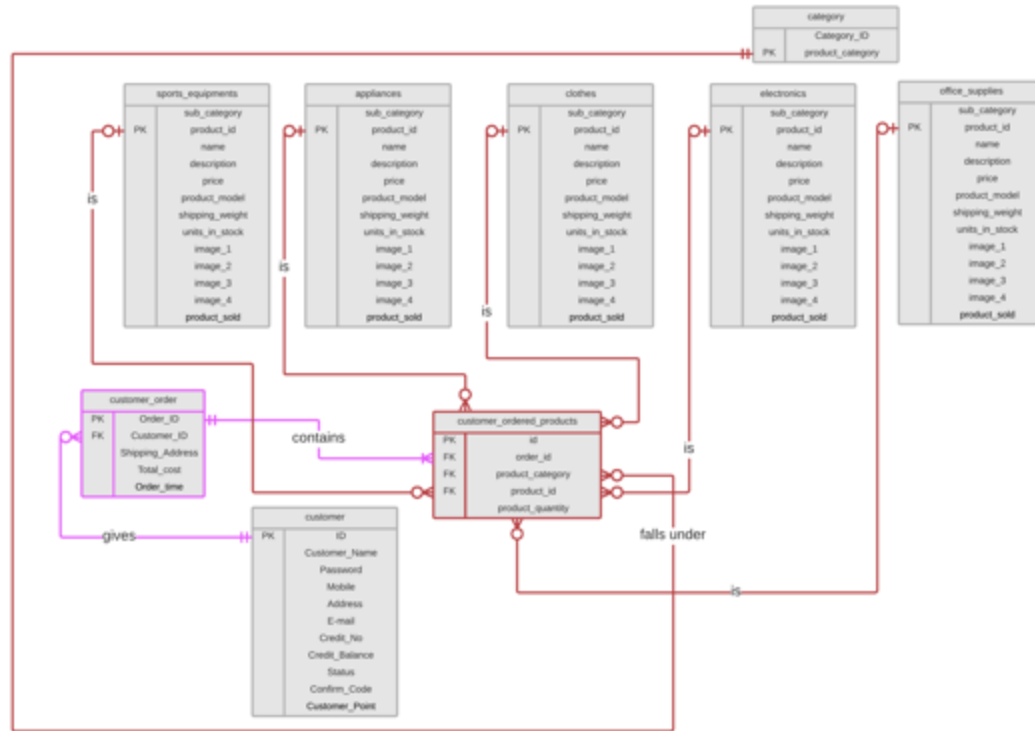 category
Category_ID
PK product_category
sports_equipments
sub_category
PK product_id
name
description
price
product_model
shipping_weight
units_in_stock
image_1
image_2
image_3
image_4
product_sold
appliances
sub_category
PK product_id
name
description
price
product_model
shipping_weight
units_in_stock
image_1
image_2
image_3
image_4
product_sold
clothes
sub_category
PK product_id
name
description
price
product_model
shipping_weight
units_in_stock
image_1
image_2
image_3
image_4
product_sold
electronics
sub_category
PK product_id
name
description
price
product_model
shipping_weight
units_in_stock
image_1
image_2
image_3
image_4
product_sold
office_supplies
sub_category
PK product_id
name
description
price
product_model
shipping_weight
units_in_stock
image_1
image_2
image_3
image_4
product_sold
is
is
is
is
is
customer_order
PK Order_ID
FK Customer_ID
Shipping_Address
Total_cost
Order_time
contains
customer_ordered_products
PK id
FK order_id
FK product_category
FK product_id
product_quantity
gives
falls under
customer
PK ID
Customer_Name
Password
Mobile
Address
E-mail
Credit_No
Credit_Balance
Status
Confirm_Code
Customer_Point